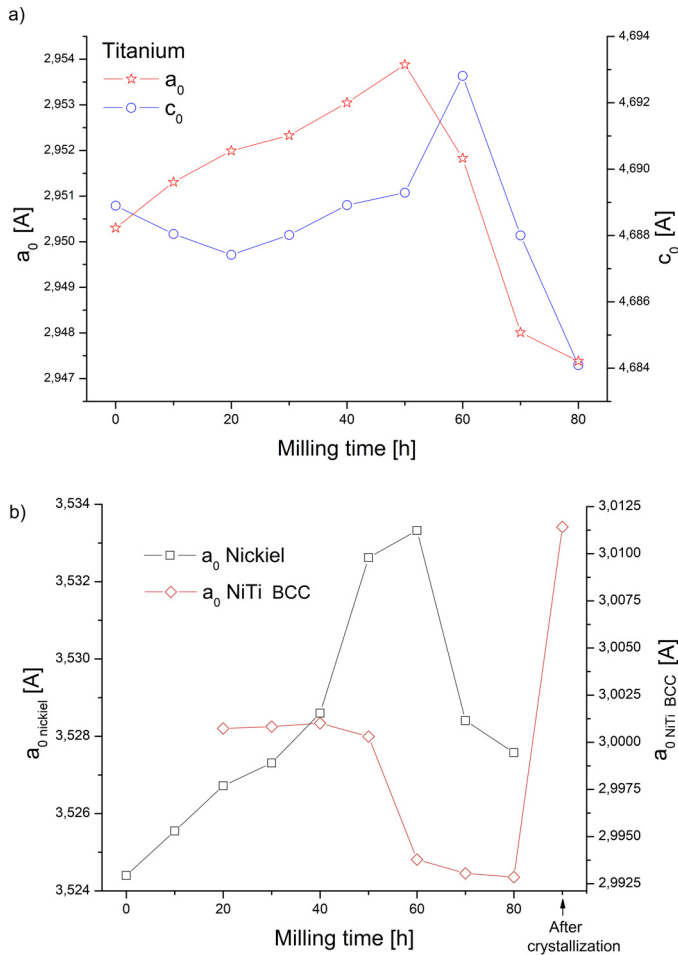 a)
Titanium
a0
c0
2,954
2,953
2,952
2,951
2,950
2,949
2,948
2,947
a0 [A]
4,694
4,692
4,690
4,688
4,686
4,684
c0 [A]
0 20 40 60 80
Milling time [h]
b)
a0 Nickiel
a0 NiTi BCC
3,534
3,532
3,530
3,528
3,526
3,524
a0 nickiel [A]
3,0125
3,0100
3,0075
3,0050
3,0025
3,0000
2,9975
2,9950
2,9925
a0 NiTi BCC [A]
0 20 40 60 80
Milling time [h]
After
crystallization